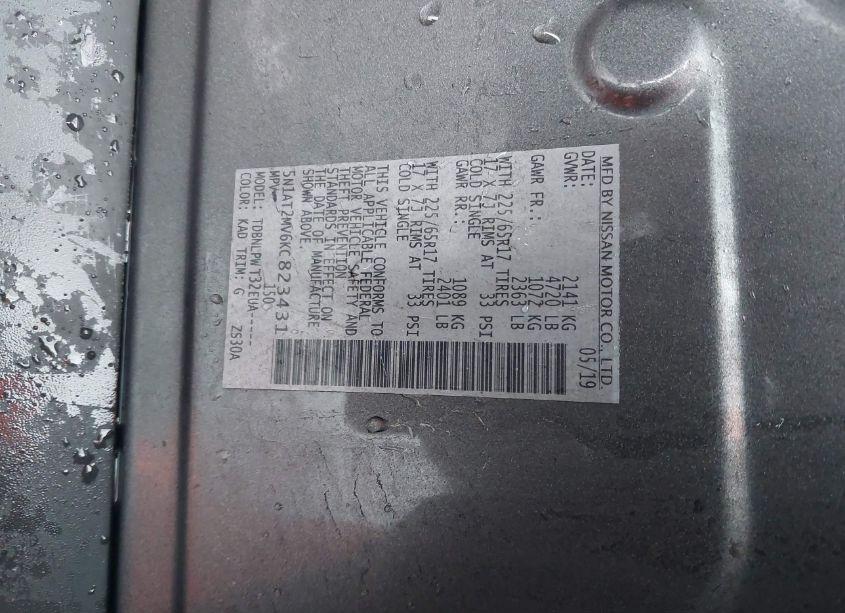 MFD BY NISSAN MOTOR CO., LTD.
DATE: 05/19
GVWR: 2141 KG
4720 LB
GAWR FR.: 1072 KG
2363 LB
WITH 225/65R17 TIRES
17 X 7J RIMS AT 33 PSI
COLD SINGLE
GAWR RR.: 1089 KG
2401 LB
WITH 225/65R17 TIRES
17 X 7J RIMS AT 33 PSI
COLD SINGLE
THIS VEHICLE CONFORMS TO
ALL APPLICABLE FEDERAL
MOTOR VEHICLE SAFETY AND
THEFT PREVENTION
STANDARDS IN EFFECT ON
THE DATE OF MANUFACTURE
SHOWN ABOVE.
5N1AT2MV6KC823431
MPV 150-
MODEL: TDBNLPWT32EUA-----
COLOR: KAD TRIM: G ZS30A